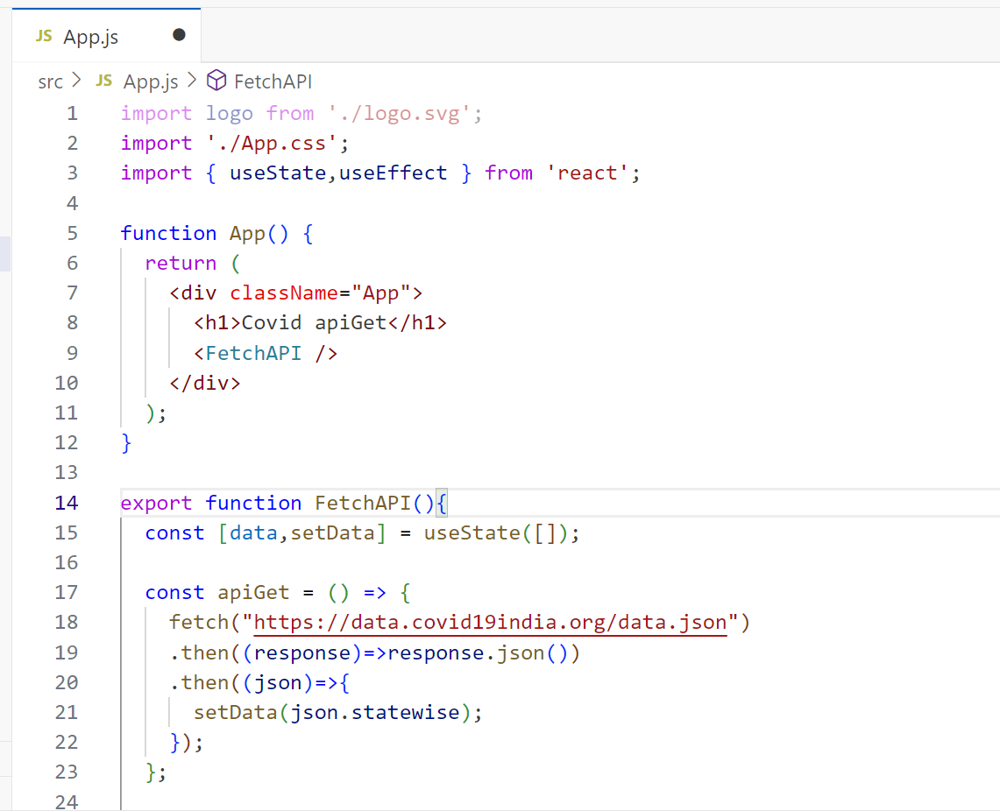 JS App.js
src > JS App.js > FetchAPI
1 import logo from './logo.svg';
2 import './App.css';
3 import { useState,useEffect } from 'react';
4
5 function App() {
6   return (
7     <div className="App">
8       <h1>Covid apiGet</h1>
9       <FetchAPI />
10     </div>
11   );
12 }
13
14 export function FetchAPI(){
15   const [data,setData] = useState([]);
16
17   const apiGet = () => {
18     fetch("https://data.covid19india.org/data.json")
19     .then((response)=>response.json())
20     .then((json)=>{
21       setData(json.statewise);
22     });
23   };
24